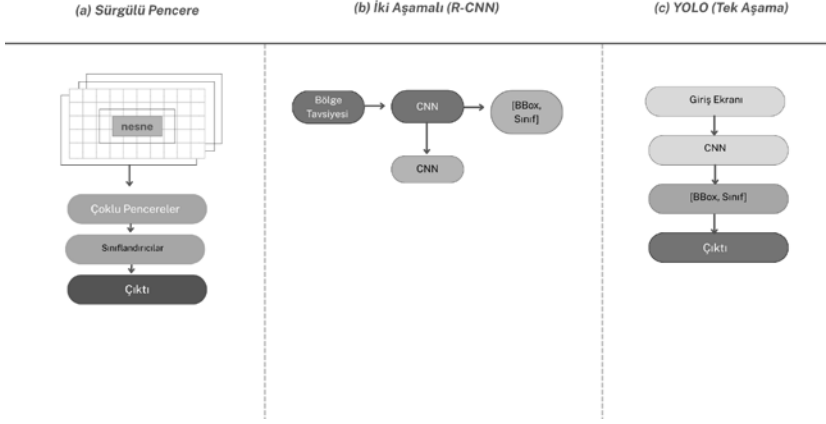 (a) Sürgülü Pencere
(b) İki Aşamalı (R-CNN)
(c) YOLO (Tek Aşama)
nesne
Çoklu Pencereler
Sınıflandırıcılar
Çıktı
Bölge
Tavsiyesi
CNN
[BBox,
Sınıf]
CNN
Giriş Ekranı
CNN
[BBox, Sınıf]
Çıktı